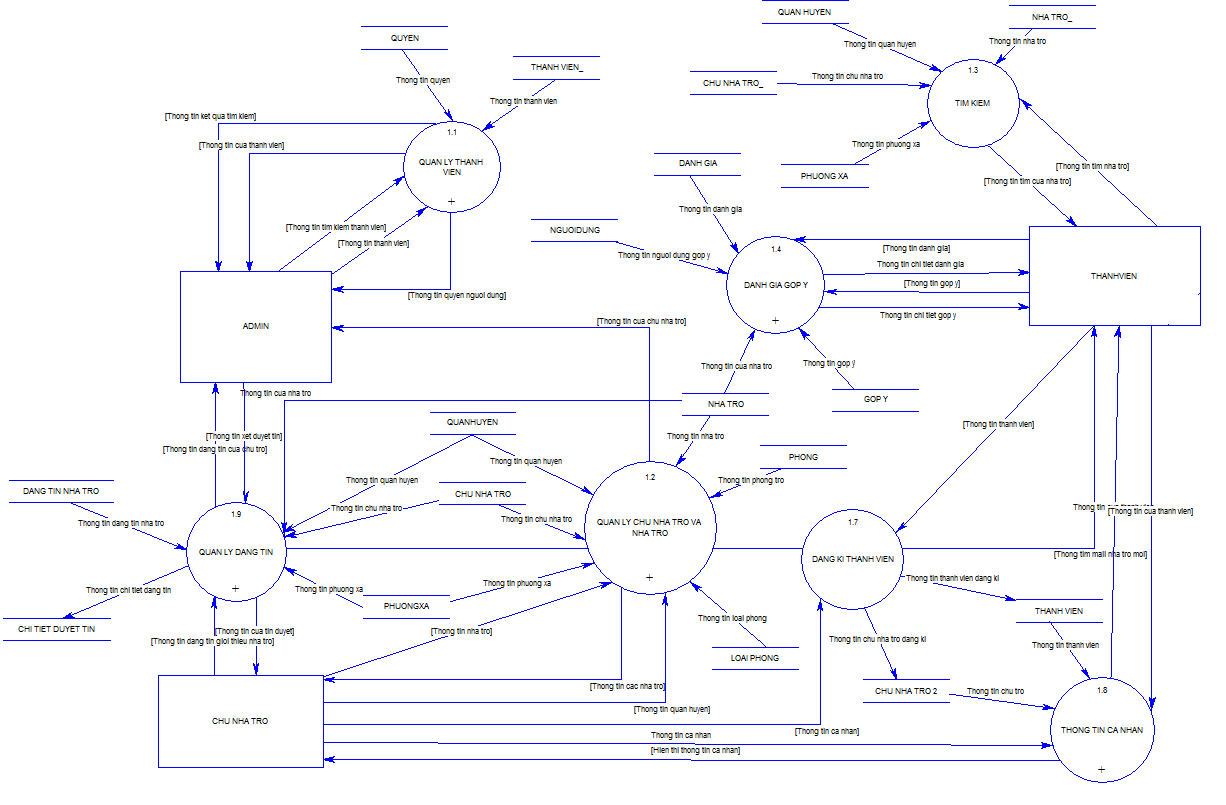 QUAN HUYEN
NHA TRO_
QUYEN
Thong tin quan huyen
Thong tin nha tro
THANH VIEN_
1.3
Thong tin quyen
CHU NHA TRO_
Thong tin chu nha tro
TIM KIEM
Thong tin thanh vien
[Thong tin ket qua tim kiem]
1.1
[Thong tin cua thanh vien]
Thong tin phuong xa
QUAN LY THANH
VIEN
DANH GIA
[Thong tin tim nha tro]
PHUONG XA
[Thong tin tim cua nha tro]
+
Thong tin danh gia
[Thong tin tim kiem thanh vien]
NGUOIDUNG
[Thong tin thanh vien]
1.4
[Thong tin danh gia]
Thong tin nguoi dung gop y
Thong tin chi tiet danh gia
THANHVIEN
DANH GIA GOP Y
[Thong tin gop y]
[Thong tin quyen nguoi dung]
Thong tin chi tiet gop y
[Thong tin cua chu nha tro]
+
ADMIN
Thong tin cua nha tro
Thong tin gop y
Thong tin cua nha tro
NHA TRO
GOP Y
QUANHUYEN
[Thong tin thanh vien]
[Thong tin xet duyet tin]
Thong tin nha tro
[Thong tin dang tin cua chu tro]
PHONG
Thong tin quan huyen
Thong tin quan huyen
1.2
Thong tin phong tro
DANG TIN NHA TRO
CHU NHA TRO
Thong tin chu nha tro
Thong tin
[Thong tin cua thanh vien]
1.9
Thong tin chu nha tro
Thong tin dang tin nha tro
QUAN LY CHU NHA TRO VA
NHA TRO
1.7
QUAN LY DANG TIN
[Thong tim mail nha tro moi]
DANG KI THANH VIEN
+
Thong tin chi tiet dang tin
Thong tin phuong xa
Thong tin phuong xa
+
Thong tin thanh vien dang ki
PHUONGXA
THANH VIEN
Thong tin loai phong
CHI TIET DUYET TIN
[Thong tin cua tin duyet]
[Thong tin nha tro]
[Thong tin dang tin gioi thieu nha tro]
Thong tin chu nha tro dang ki
Thong tin thanh vien
LOAI PHONG
[Thong tin cac nha tro]
CHU NHA TRO 2
Thong tin chu tro
1.8
[Thong tin quan huyen]
CHU NHA TRO
[Thong tin ca nhan]
THONG TIN CA NHAN
Thong tin ca nhan
[Hien thi thong tin ca nhan]
+